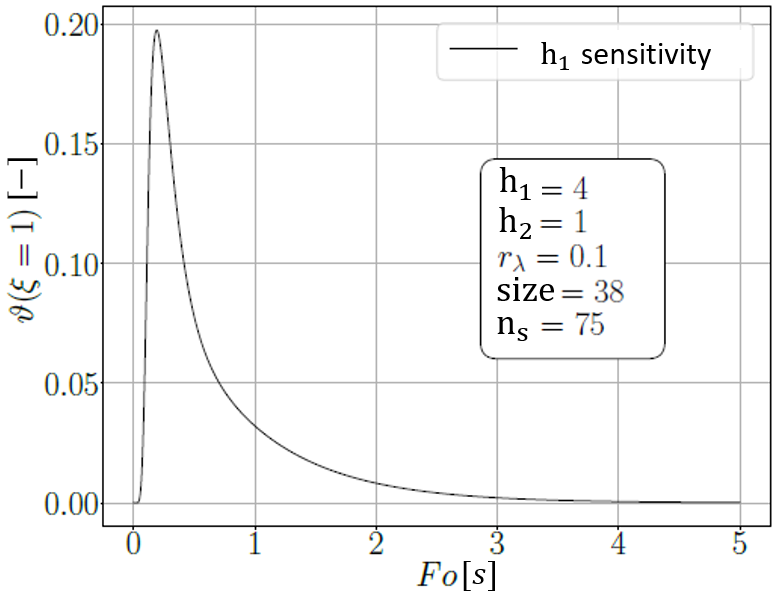 h₁ sensitivity
0.20
0.15
0.10
0.05
0.00
ϑ(ξ = 1) [−]
h₁ = 4
h₂ = 1
r_λ = 0.1
size = 38
nₛ = 75
0 1 2 3 4 5
Fo[s]